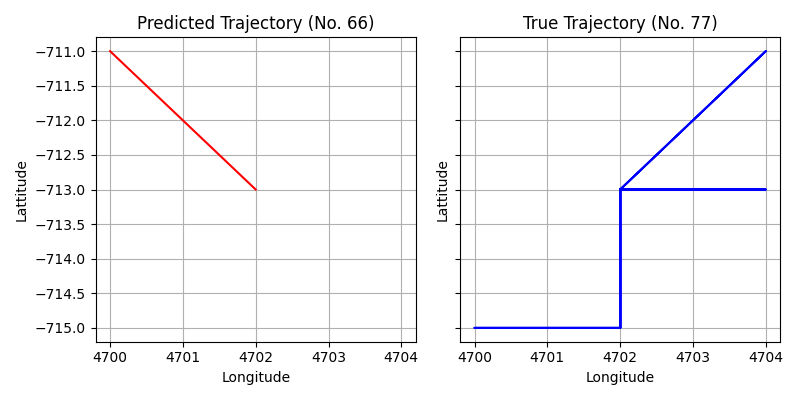 Predicted Trajectory (No. 66)
True Trajectory (No. 77)
−711.0
−711.5
−712.0
−712.5
−713.0
−713.5
−714.0
−714.5
−715.0
Lattitude
4700 4701 4702 4703 4704
Longitude
Lattitude
4700 4701 4702 4703 4704
Longitude